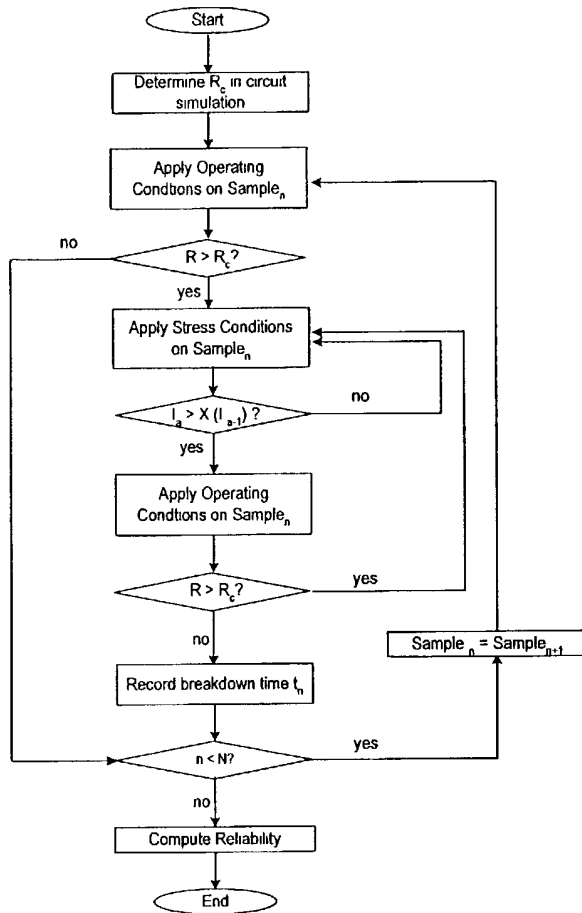 Start
Determine R_c in circuit
simulation
Apply Operating
Condtions on Sample_n
no
R > R_c?
yes
Apply Stress Conditions
on Sample_n
no
I_a > X (I_a-1) ?
yes
Apply Operating
Condtions on Sample_n
R > R_c?
yes
no
Sample_n = Sample_n+1
Record breakdown time t_n
n < N?
yes
no
Compute Reliability
End